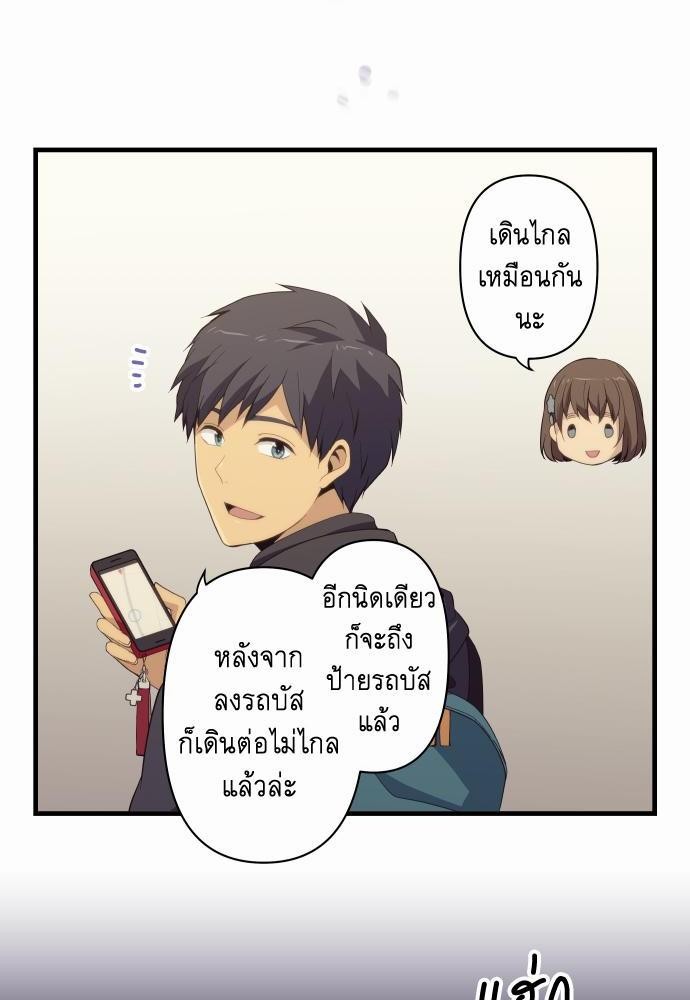 เดินไกล
เหมือนกัน
นะ
อีกนิดเดียว
ก็จะถึง
ป้ายรถบัส
แล้ว
หลังจาก
ลงรถบัส
ก็เดินต่อไม่ไกล
แล้วล่ะ